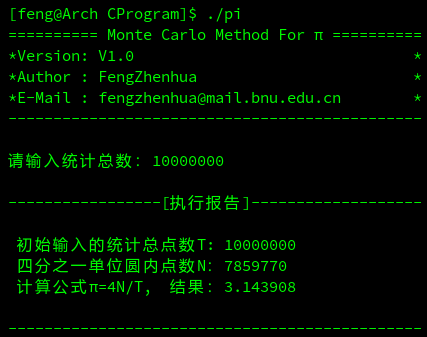 [feng@Arch CProgram]$ ./pi
========== Monte Carlo Method For π ==========
*Version: V1.0 *
*Author : FengZhenhua *
*E-Mail : fengzhenhua@mail.bnu.edu.cn *
----------------------------------------------
请输入统计总数: 10000000
-----------------[执行报告]-------------------
初始输入的统计总点数T: 10000000
四分之一单位圆内点数N: 7859770
计算公式π=4N/T, 结果: 3.143908
----------------------------------------------